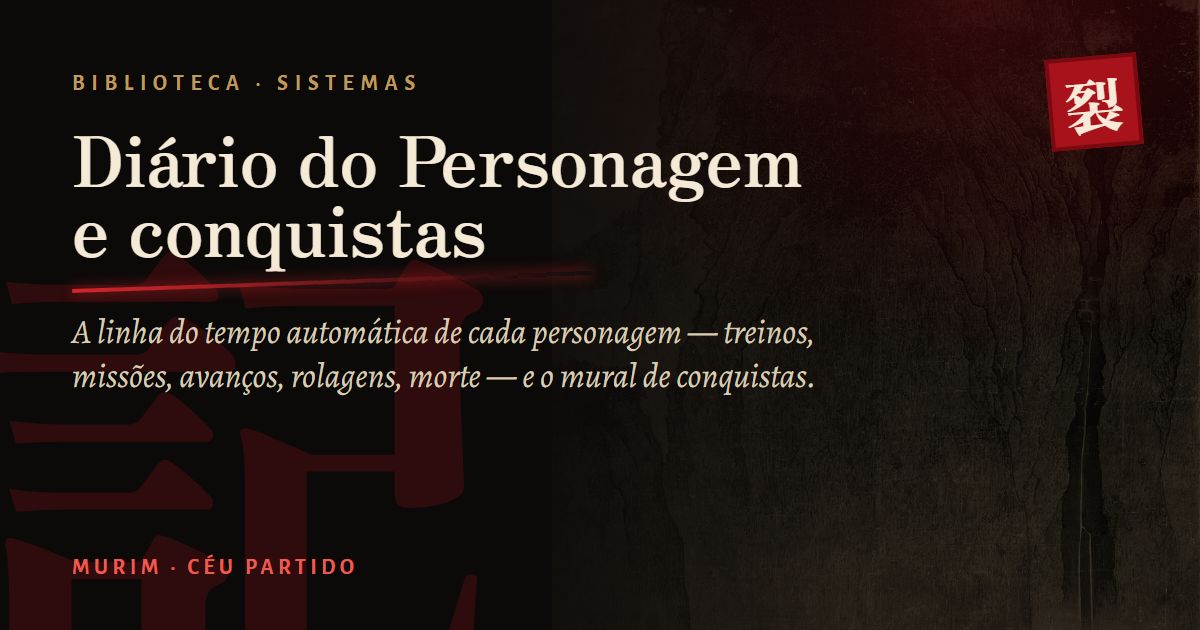 BIBLIOTECA · SISTEMAS
裂
Diário do Personagem
e conquistas
A linha do tempo automática de cada personagem — treinos,
missões, avanços, rolagens, morte — e o mural de conquistas.
記
MURIM · CÉU PARTIDO